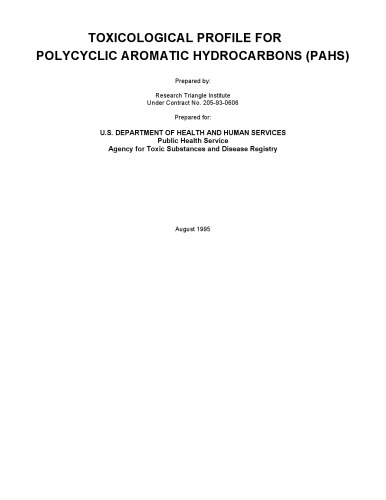 TOXICOLOGICAL PROFILE FOR
POLYCYCLIC AROMATIC HYDROCARBONS (PAHS)
Prepared by:
Research Triangle Institute
Under Contract No. 205-93-0606
Prepared for:
U.S. DEPARTMENT OF HEALTH AND HUMAN SERVICES
Public Health Service
Agency for Toxic Substances and Disease Registry
August 1995